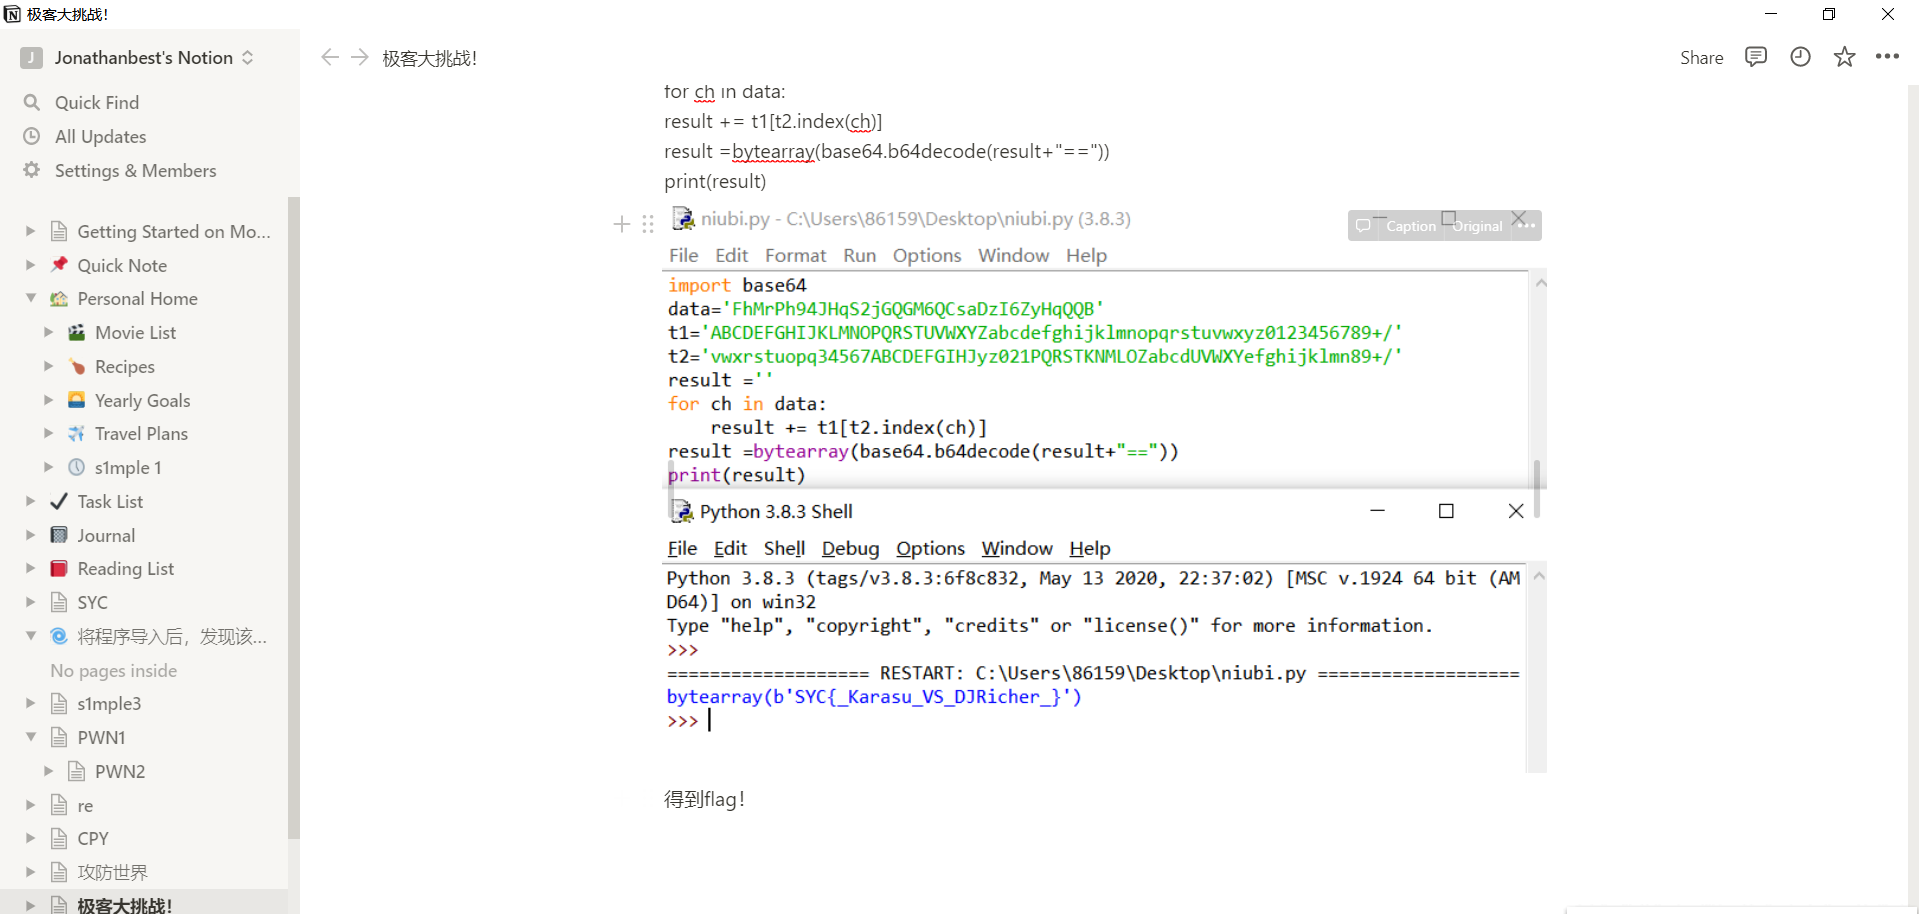 极客大挑战！
Jonathanbest's Notion
Quick Find
All Updates
Settings & Members
Getting Started on Mo...
Quick Note
Personal Home
Movie List
Recipes
Yearly Goals
Travel Plans
s1mple 1
Task List
Journal
Reading List
SYC
将程序导入后，发现该...
No pages inside
s1mple3
PWN1
PWN2
re
CPY
攻防世界
极客大挑战！
极客大挑战！
Share
for ch in data:
result += t1[t2.index(ch)]
result =bytearray(base64.b64decode(result+"=="))
print(result)
niubi.py - C:\Users\86159\Desktop\niubi.py (3.8.3)
Caption Original
File Edit Format Run Options Window Help
import base64
data='FhMrPh94JHqS2jGQGM6QCsaDzI6ZyHqQQB'
t1='ABCDEFGHIJKLMNOPQRSTUVWXYZabcdefghijklmnopqrstuvwxyz0123456789+/'
t2='vwxrstuopq34567ABCDEFGIHJyz021PQRSTKNMLOZabcdUVWXYefghijklmn89+/'
result =''
for ch in data:
    result += t1[t2.index(ch)]
result =bytearray(base64.b64decode(result+"=="))
print(result)
Python 3.8.3 Shell
File Edit Shell Debug Options Window Help
Python 3.8.3 (tags/v3.8.3:6f8c832, May 13 2020, 22:37:02) [MSC v.1924 64 bit (AM
D64)] on win32
Type "help", "copyright", "credits" or "license()" for more information.
>>>
=================== RESTART: C:\Users\86159\Desktop\niubi.py ===================
bytearray(b'SYC{_Karasu_VS_DJRicher_}')
>>>
得到flag！